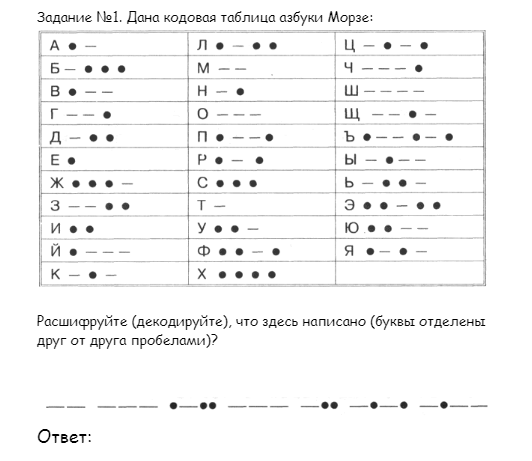 Задание №1. Дана кодовая таблица азбуки Морзе:
А ● — Л ● — ● ● Ц — ● — ●
Б — ● ● ● М — — Ч — — — ●
В ● — — Н — ● Ш — — — —
Г — — ● О — — — Щ — — ● —
Д — ● ● П ● — — ● Ъ ● — — ● — ●
Е ● Р ● — ● Ы — ● — —
Ж ● ● ● — С ● ● ● Ь — ● ● —
З — — ● ● Т — Э ● ● — ● ●
И ● ● У ● ● — Ю ● ● — —
Й ● — — — Ф ● ● — ● Я ● — ● —
К — ● — Х ● ● ● ●
Расшифруйте (декодируйте), что здесь написано (буквы отделены
друг от друга пробелами)?
—— ——— ●—●● ——— —●● —●—● —●——
Ответ: